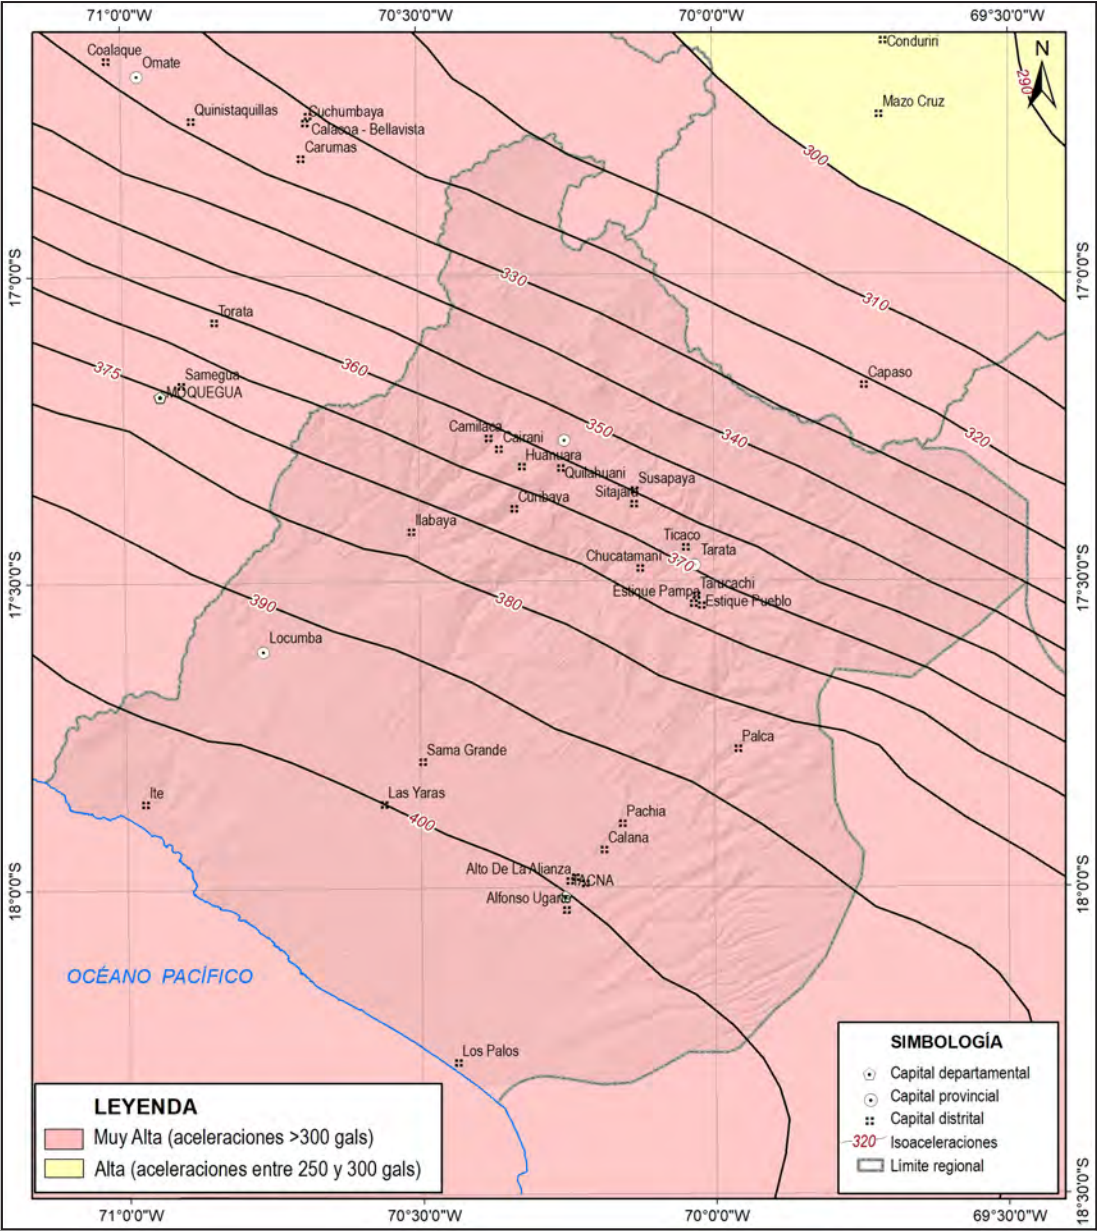 71°0'0"W
70°30'0"W
70°0'0"W
69°30'0"W
Coalaque
Omate
Conduriri
N
290
Quinistaquillas
Cuchumbaya
Calacoa - Bellavista
Carumas
Mazo Cruz
300
17°0'0"S
17°0'0"S
330
310
Torata
360
375
Samegua
MOQUEGUA
Capaso
320
Camilaca
Cairani
350
340
Huanuara
Quilahuani
Susapaya
Sitajara
Curibaya
Ilabaya
Ticaco
Tarata
Chucatamani
370
17°30'0"S
17°30'0"S
Tarucachi
Estique Pampa
Estique Pueblo
390
380
Locumba
Sama Grande
Palca
Ite
Las Yaras
400
Pachia
Calana
Alto De La Alianza
TACNA
18°0'0"S
18°0'0"S
Alfonso Ugarte
OCÉANO PACÍFICO
Los Palos
LEYENDA
Muy Alta (aceleraciones >300 gals)
Alta (aceleraciones entre 250 y 300 gals)
SIMBOLOGÍA
Capital departamental
Capital provincial
Capital distrital
320 Isoaceleraciones
Limite regional
18°30'0"S
71°0'0"W
70°30'0"W
70°0'0"W
69°30'0"W